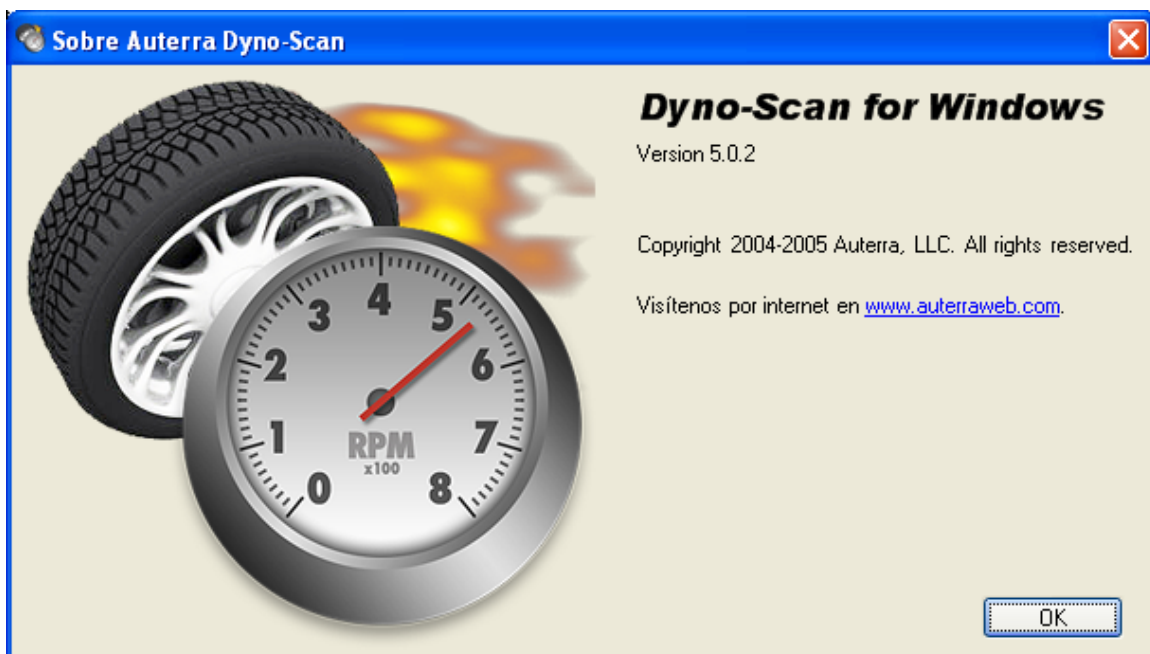 Sobre Auterra Dyno-Scan
Dyno-Scan for Windows
Version 5.0.2
Copyright 2004-2005 Auterra, LLC. All rights reserved.
Visítenos por internet en www.auterraweb.com.
0
1
2
3
4
5
6
7
8
RPM
x100
OK